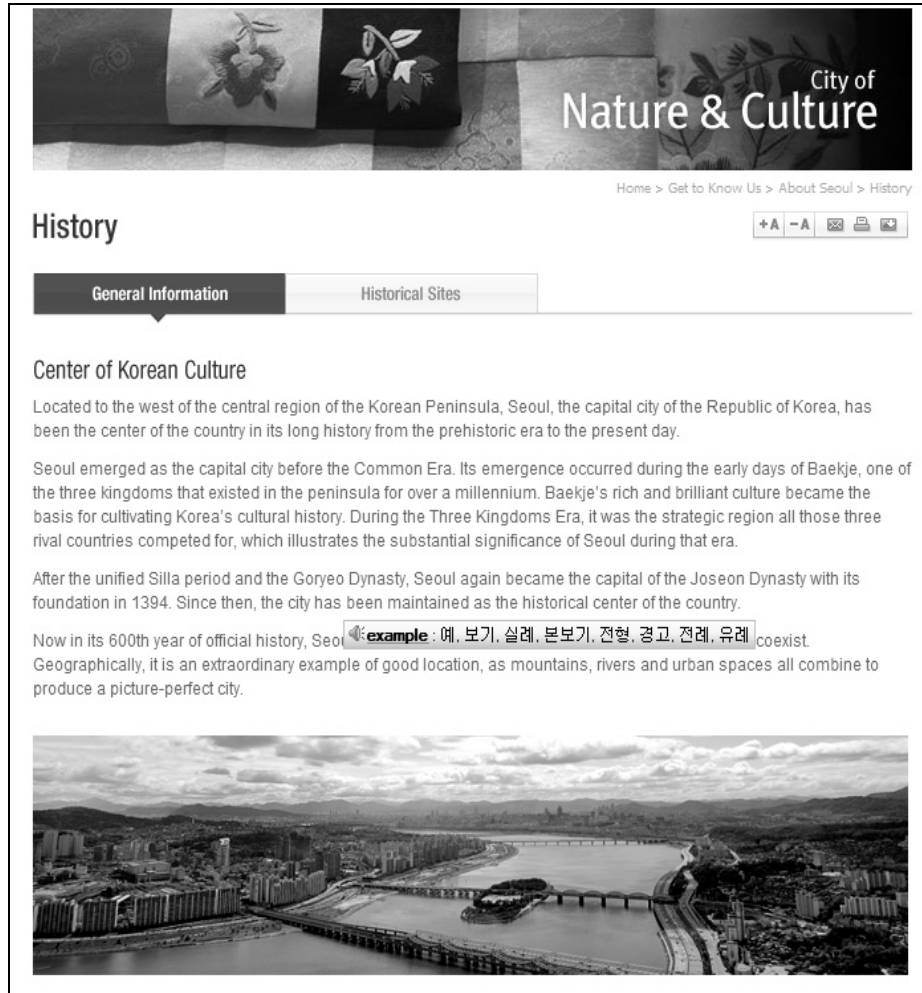 City of
Nature & Culture
Home > Get to Know Us > About Seoul > History
History
+A -A
General Information
Historical Sites
Center of Korean Culture
Located to the west of the central region of the Korean Peninsula, Seoul, the capital city of the Republic of Korea, has
been the center of the country in its long history from the prehistoric era to the present day.
Seoul emerged as the capital city before the Common Era. Its emergence occurred during the early days of Baekje, one of
the three kingdoms that existed in the peninsula for over a millennium. Baekje's rich and brilliant culture became the
basis for cultivating Korea's cultural history. During the Three Kingdoms Era, it was the strategic region all those three
rival countries competed for, which illustrates the substantial significance of Seoul during that era.
After the unified Silla period and the Goryeo Dynasty, Seoul again became the capital of the Joseon Dynasty with its
foundation in 1394. Since then, the city has been maintained as the historical center of the country.
Now in its 600th year of official history, Seou example : 예, 보기, 실례, 본보기, 전형, 경고, 전례, 유례 coexist.
Geographically, it is an extraordinary example of good location, as mountains, rivers and urban spaces all combine to
produce a picture-perfect city.